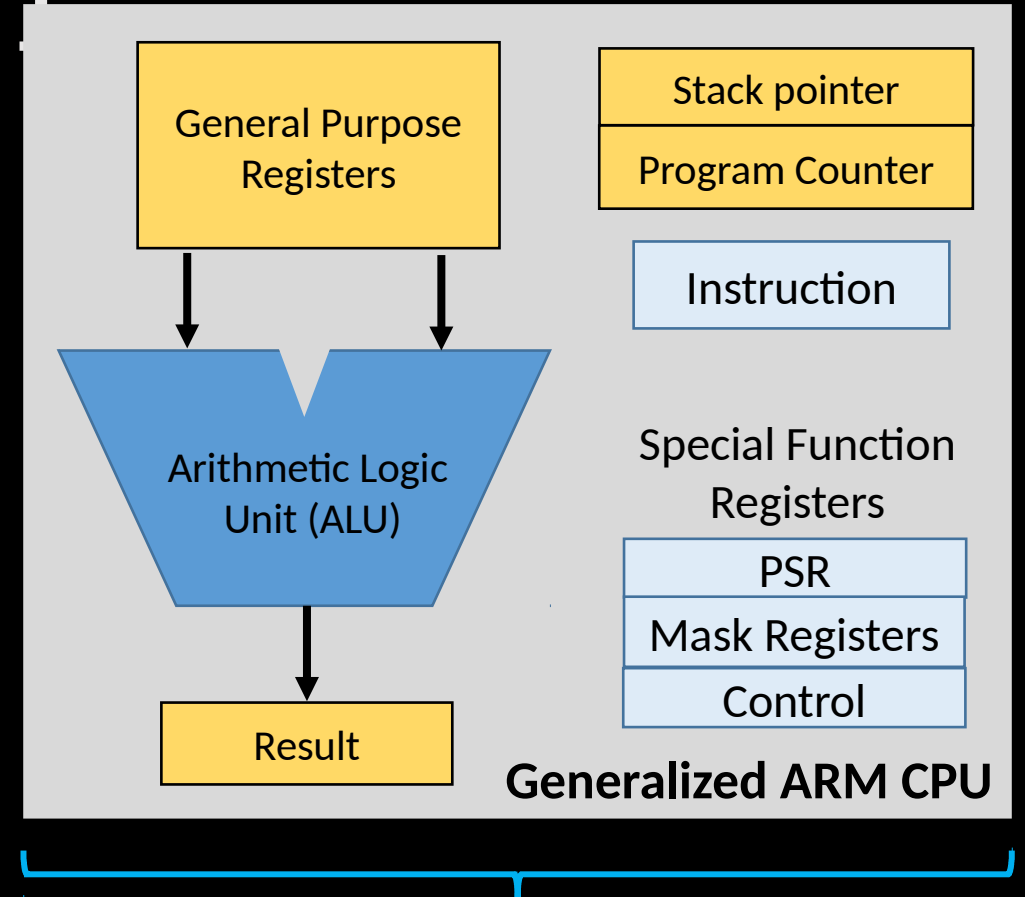 General Purpose
Registers
Stack pointer
Program Counter
Instruction
Arithmetic Logic
Unit (ALU)
Special Function
Registers
PSR
Mask Registers
Control
Result
Generalized ARM CPU